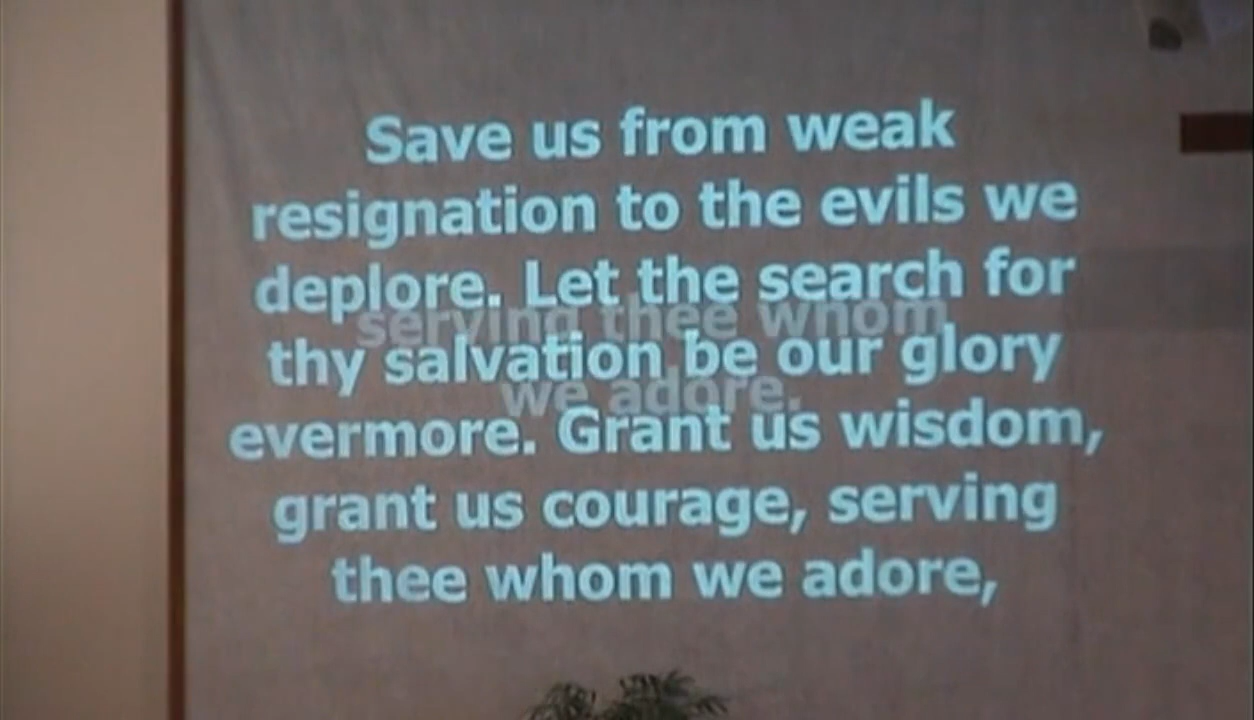 Save us from weak
resignation to the evils we
deplore. Let the search for
serving thee whom
thy salvation be our glory
we adore.
evermore. Grant us wisdom,
grant us courage, serving
thee whom we adore,